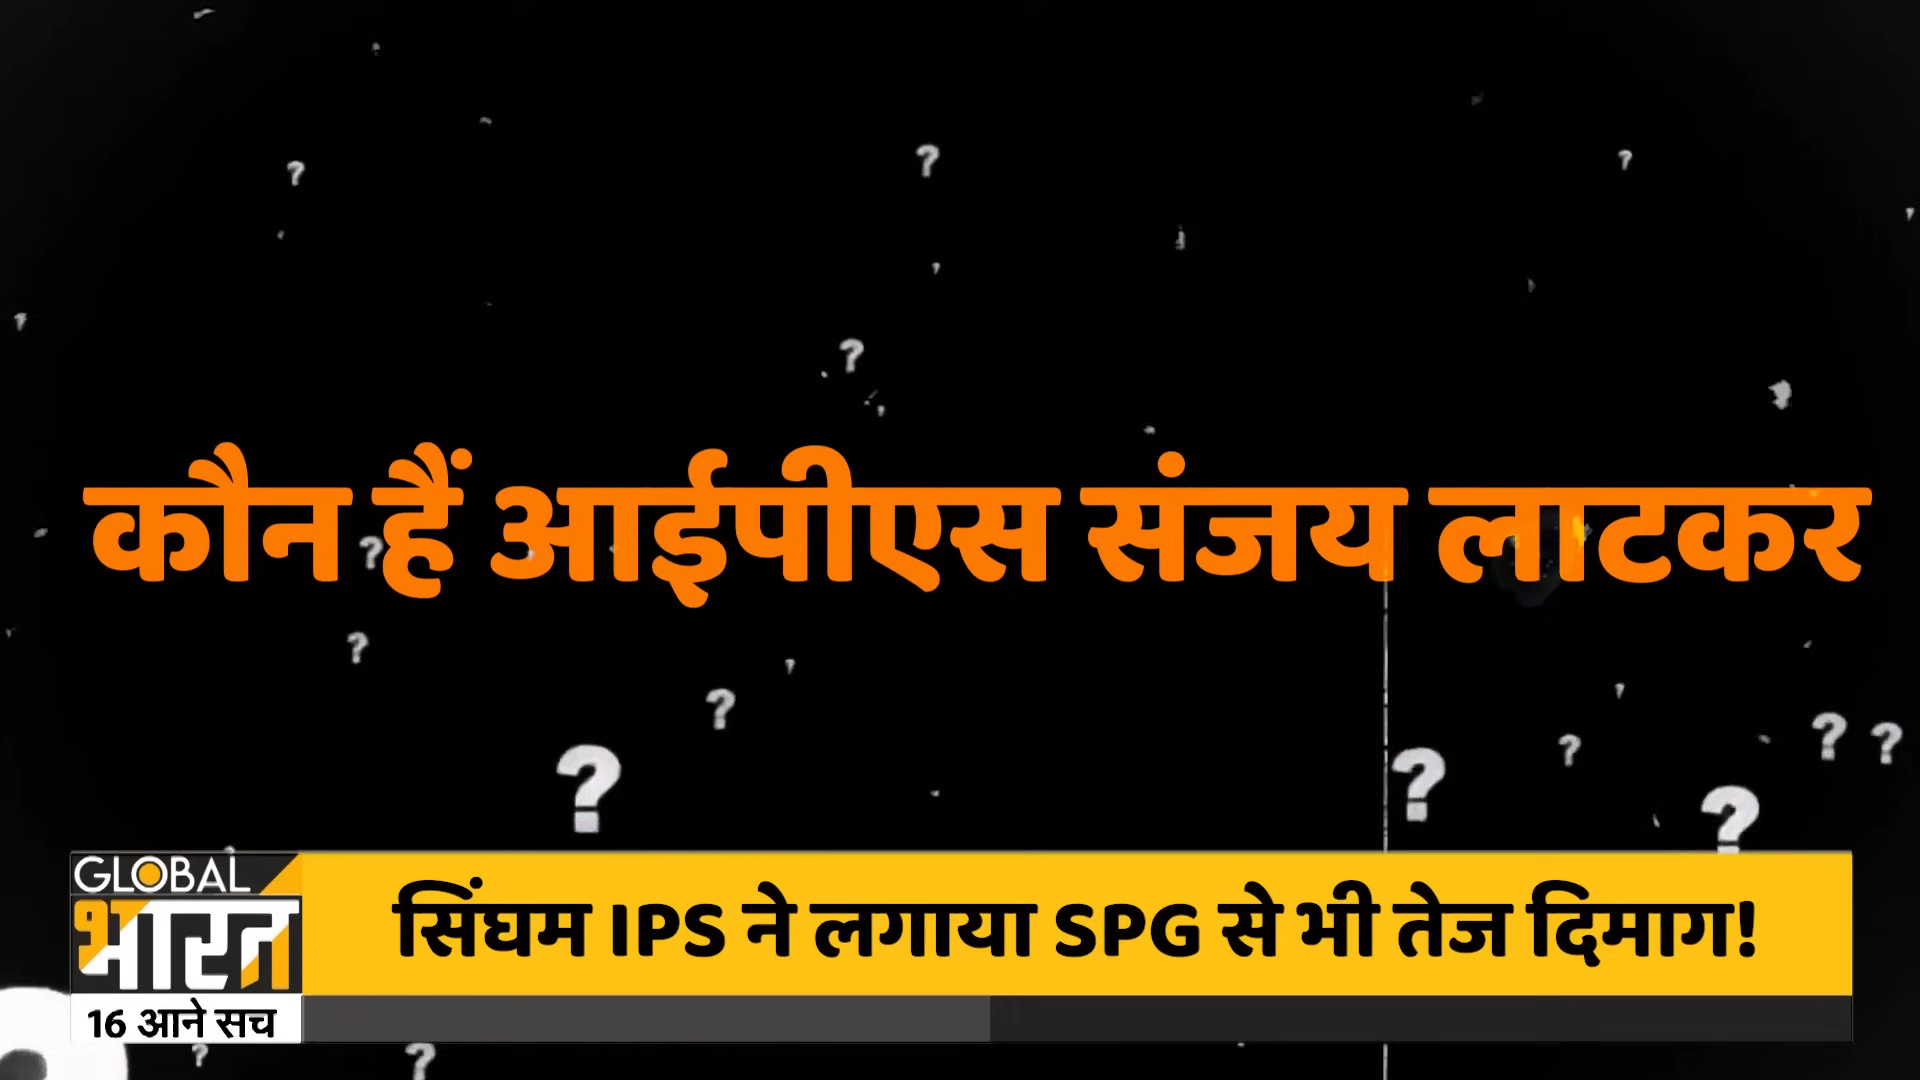 कौन हैं आईपीएस संजय लाटकर
GLOBAL
भारत
16 आने सच
सिंघम IPS ने लगाया SPG से भी तेज दिमाग!